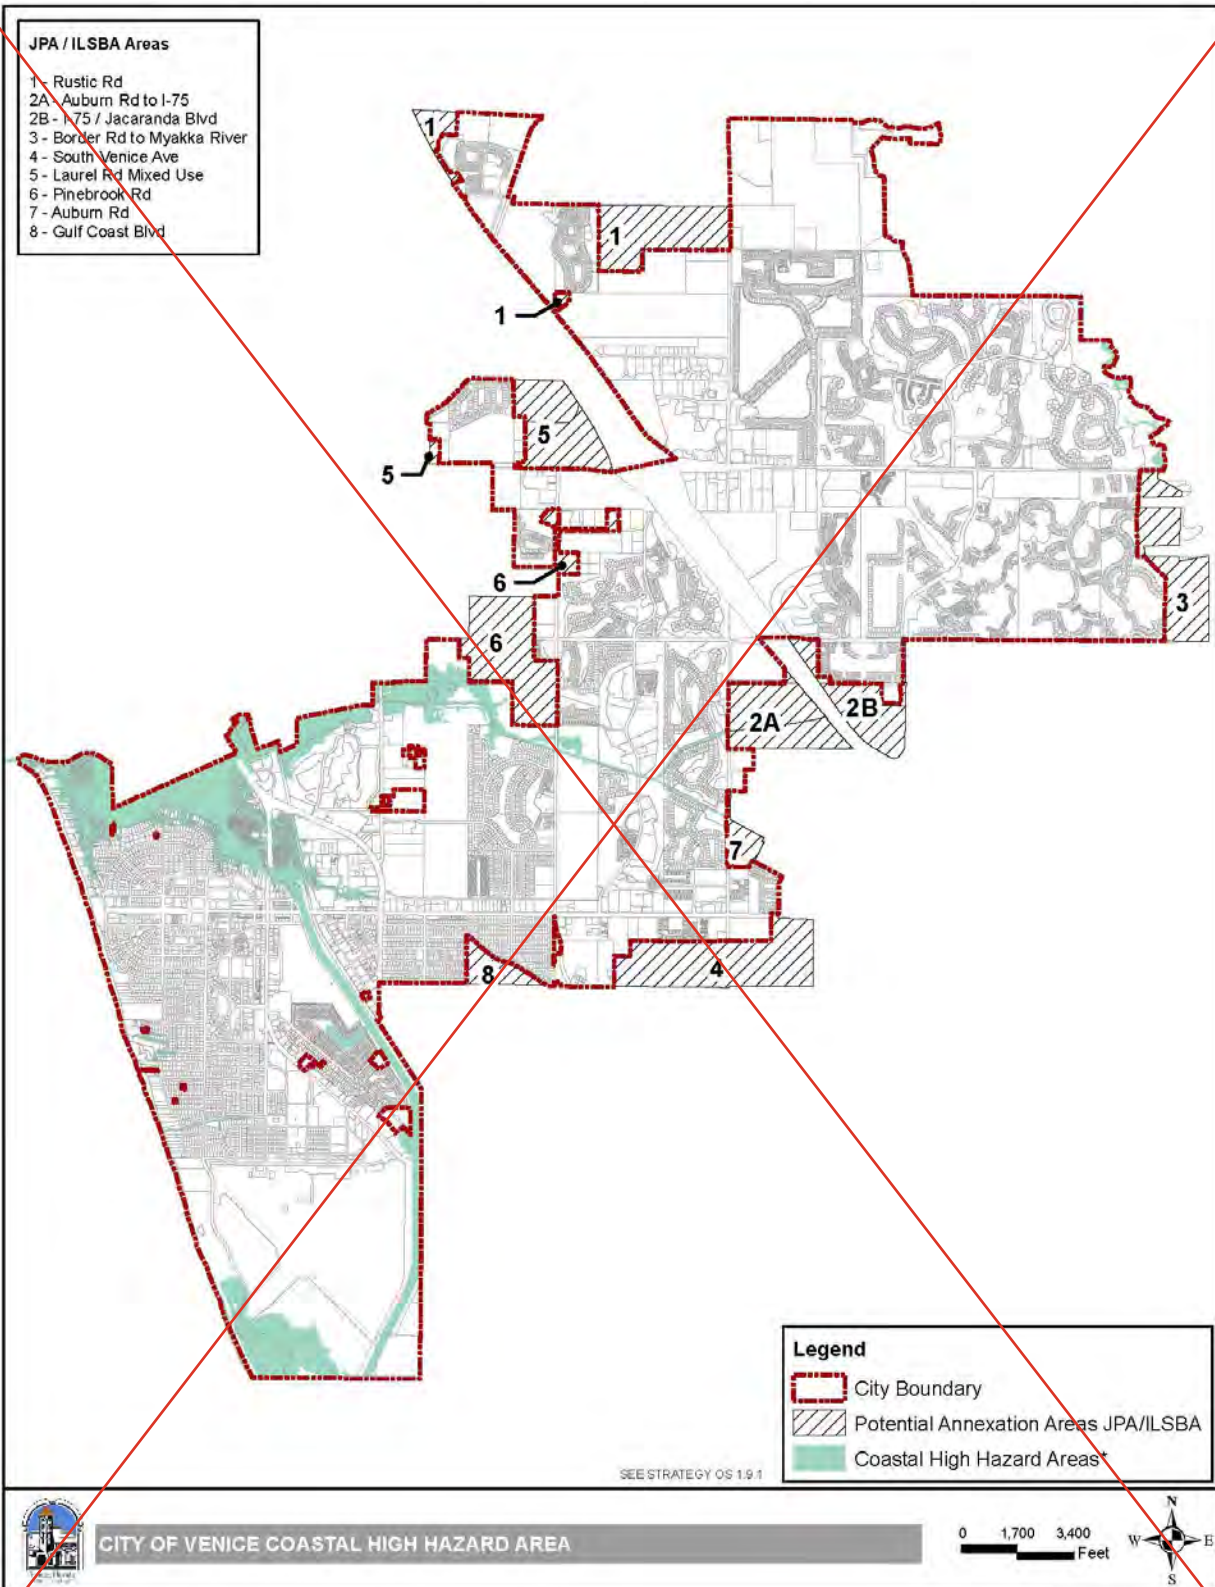 JPA / ILSBA Areas
1 - Rustic Rd
2A - Auburn Rd to I-75
2B - I-75 / Jacaranda Blvd
3 - Border Rd to Myakka River
4 - South Venice Ave
5 - Laurel Rd Mixed Use
6 - Pinebrook Rd
7 - Auburn Rd
8 - Gulf Coast Blvd
1
1
1
5
5
6
6
3
2A
2B
7
8
4
Legend
City Boundary
Potential Annexation Areas JPA/ILSBA
Coastal High Hazard Areas*
SEE STRATEGY OS 1.9.1
CITY OF VENICE COASTAL HIGH HAZARD AREA
0 1,700 3,400
Feet
N
W E
S